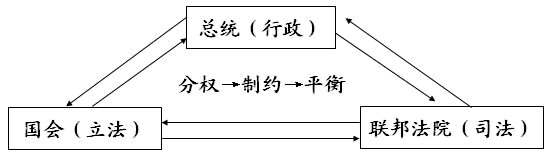 总统（行政）
分权→制约→平衡
国会（立法）
联邦法院（司法）